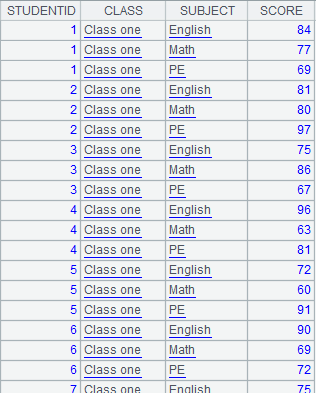 STUDENTID CLASS SUBJECT SCORE
1 Class one English 84
1 Class one Math 77
1 Class one PE 69
2 Class one English 81
2 Class one Math 80
2 Class one PE 97
3 Class one English 75
3 Class one Math 86
3 Class one PE 67
4 Class one English 96
4 Class one Math 63
4 Class one PE 81
5 Class one English 72
5 Class one Math 60
5 Class one PE 91
6 Class one English 90
6 Class one Math 69
6 Class one PE 72
7 Class one English 75